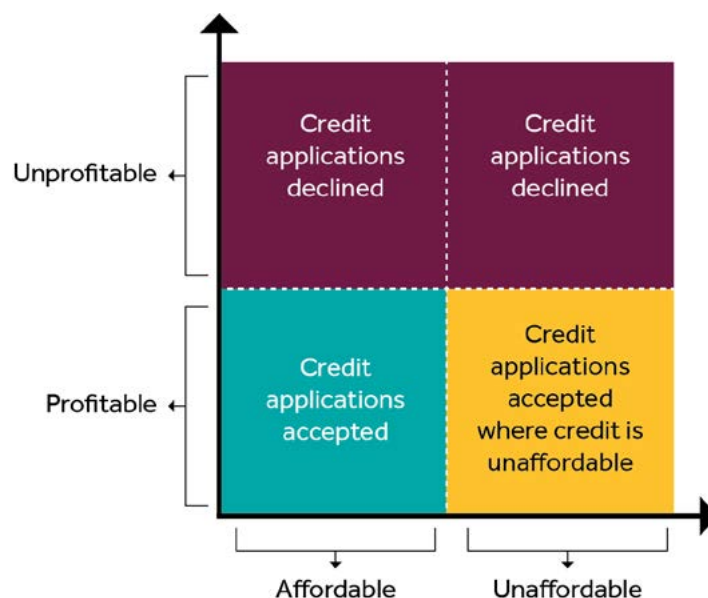 Credit
applications
declined
Credit
applications
declined
Unprofitable
Credit
applications
accepted
Credit
applications
accepted
where credit is
unaffordable
Profitable
Affordable
Unaffordable